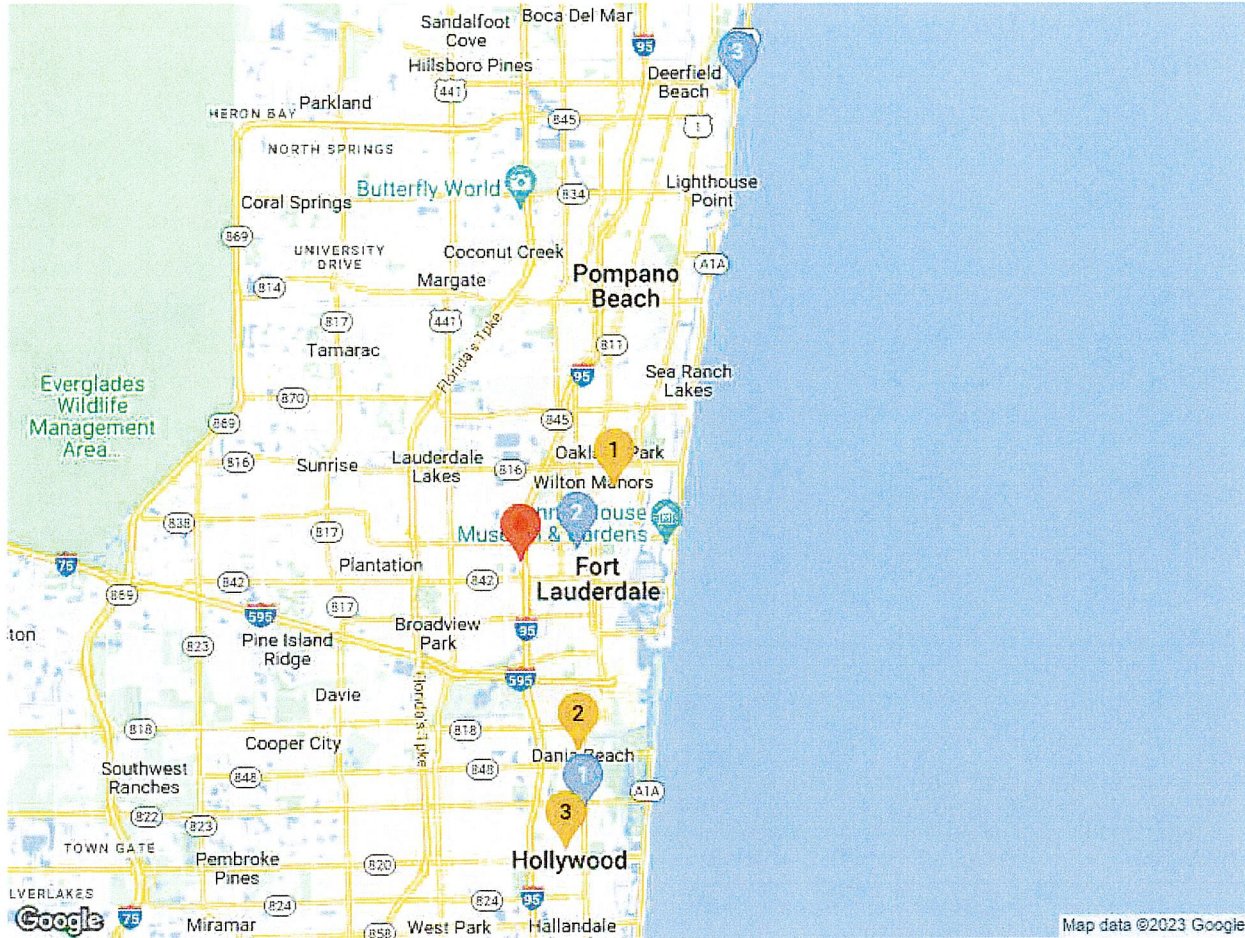 Sandalfoot
Cove
Boca Del Mar
95
3
Hillsboro Pines
Deerfield
Beach
441
Parkland
HERON BAY
845
1
NORTH SPRINGS
Butterfly World
834
Lighthouse
Point
Coral Springs
869
UNIVERSITY
DRIVE
Coconut Creek
A1A
Pompano
Beach
814
Margate
817
441
Tamarac
Florida's Tpke
811
95
Sea Ranch
Lakes
Everglades
Wildlife
Management
Area...
870
869
845
1
816
Sunrise
Lauderdale
Lakes
816
Park
Wilton Manors
838
817
2
House
& Gardens
75
Plantation
842
842
Fort
Lauderdale
869
817
595
Broadview
Park
95
ston
823
Pine Island
Ridge
595
Davie
Florida's Tpke
2
818
Cooper City
818
Dania Beach
Southwest
Ranches
848
848
1
A1A
822
823
3
TOWN GATE
Pembroke
Pines
820
Hollywood
LVERLAKES
824
824
95
Google
75
Miramar
858
West Park
Hallandale
Map data ©2023 Google